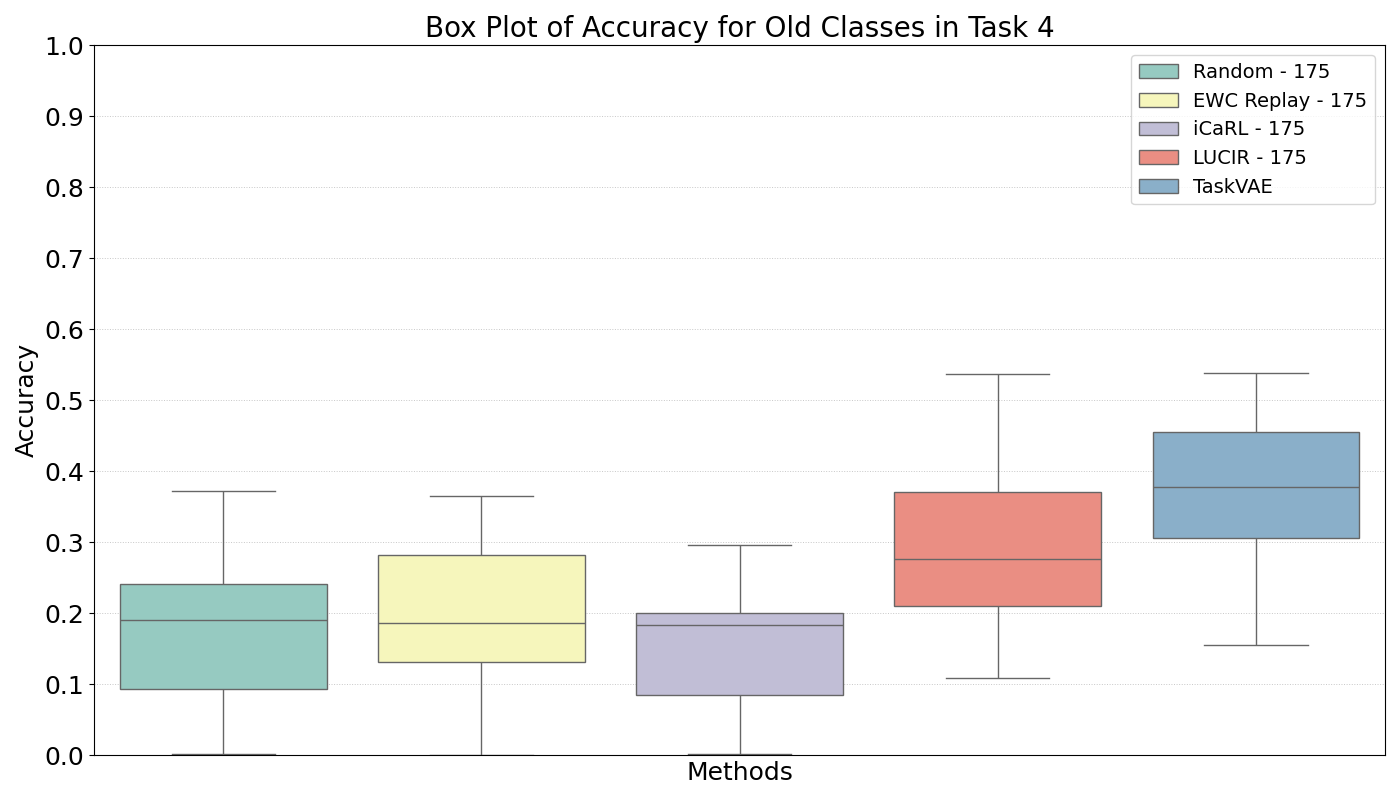 Box Plot of Accuracy for Old Classes in Task 4
1.0
0.9
0.8
0.7
0.6
0.5
0.4
0.3
0.2
0.1
0.0
Accuracy
Methods
Random - 175
EWC Replay - 175
iCaRL - 175
LUCIR - 175
TaskVAE